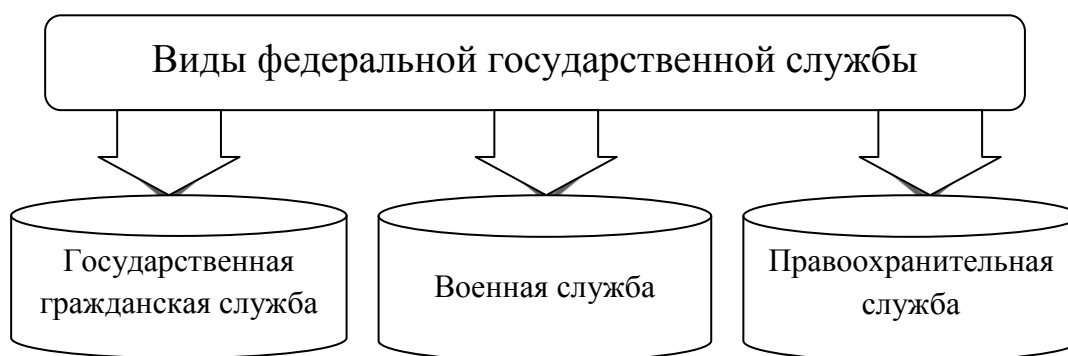 Виды федеральной государственной службы
Государственная
гражданская служба
Военная служба
Правоохранительная
служба